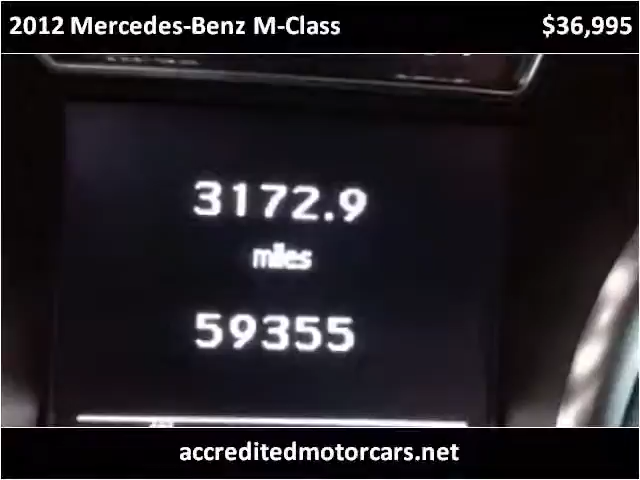 2012 Mercedes-Benz M-Class $36,995
3172.9
miles
59355
accreditedmotorcars.net